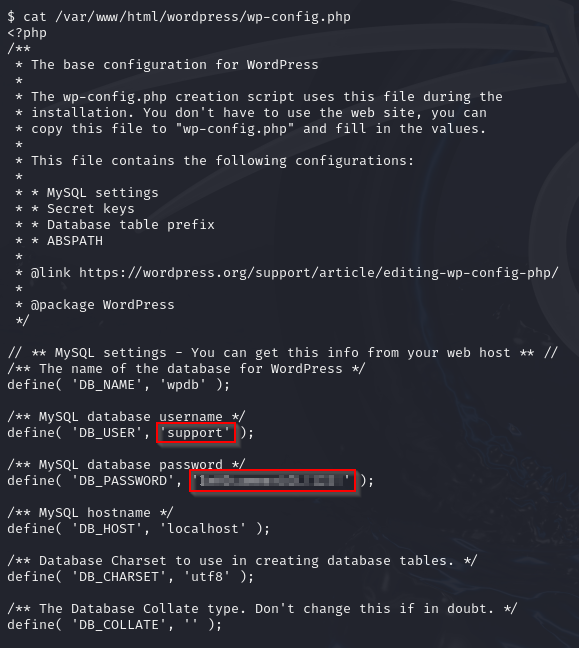 $ cat /var/www/html/wordpress/wp-config.php
<?php
/**
 * The base configuration for WordPress
 *
 * The wp-config.php creation script uses this file during the
 * installation. You don't have to use the web site, you can
 * copy this file to "wp-config.php" and fill in the values.
 *
 * This file contains the following configurations:
 *
 * * MySQL settings
 * * Secret keys
 * * Database table prefix
 * * ABSPATH
 *
 * @link https://wordpress.org/support/article/editing-wp-config-php/
 *
 * @package WordPress
 */
// ** MySQL settings - You can get this info from your web host ** //
/** The name of the database for WordPress */
define( 'DB_NAME', 'wpdb' );
/** MySQL database username */
define( 'DB_USER', 'support' );
/** MySQL database password */
define( 'DB_PASSWORD', '' );
/** MySQL hostname */
define( 'DB_HOST', 'localhost' );
/** Database Charset to use in creating database tables. */
define( 'DB_CHARSET', 'utf8' );
/** The Database Collate type. Don't change this if in doubt. */
define( 'DB_COLLATE', '' );